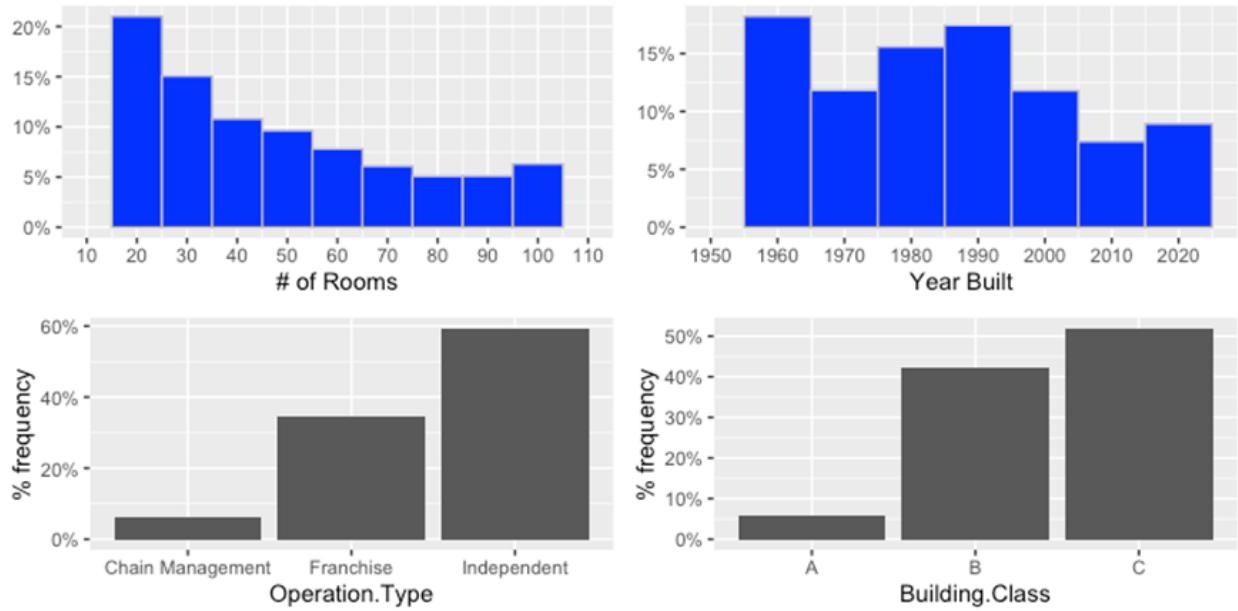 20%
15%
10%
5%
0%
10 20 30 40 50 60 70 80 90 100 110
# of Rooms
15%
10%
5%
0%
1950 1960 1970 1980 1990 2000 2010 2020
Year Built
% frequency
60%
40%
20%
0%
Chain Management Franchise Independent
Operation.Type
% frequency
50%
40%
30%
20%
10%
0%
A B C
Building.Class